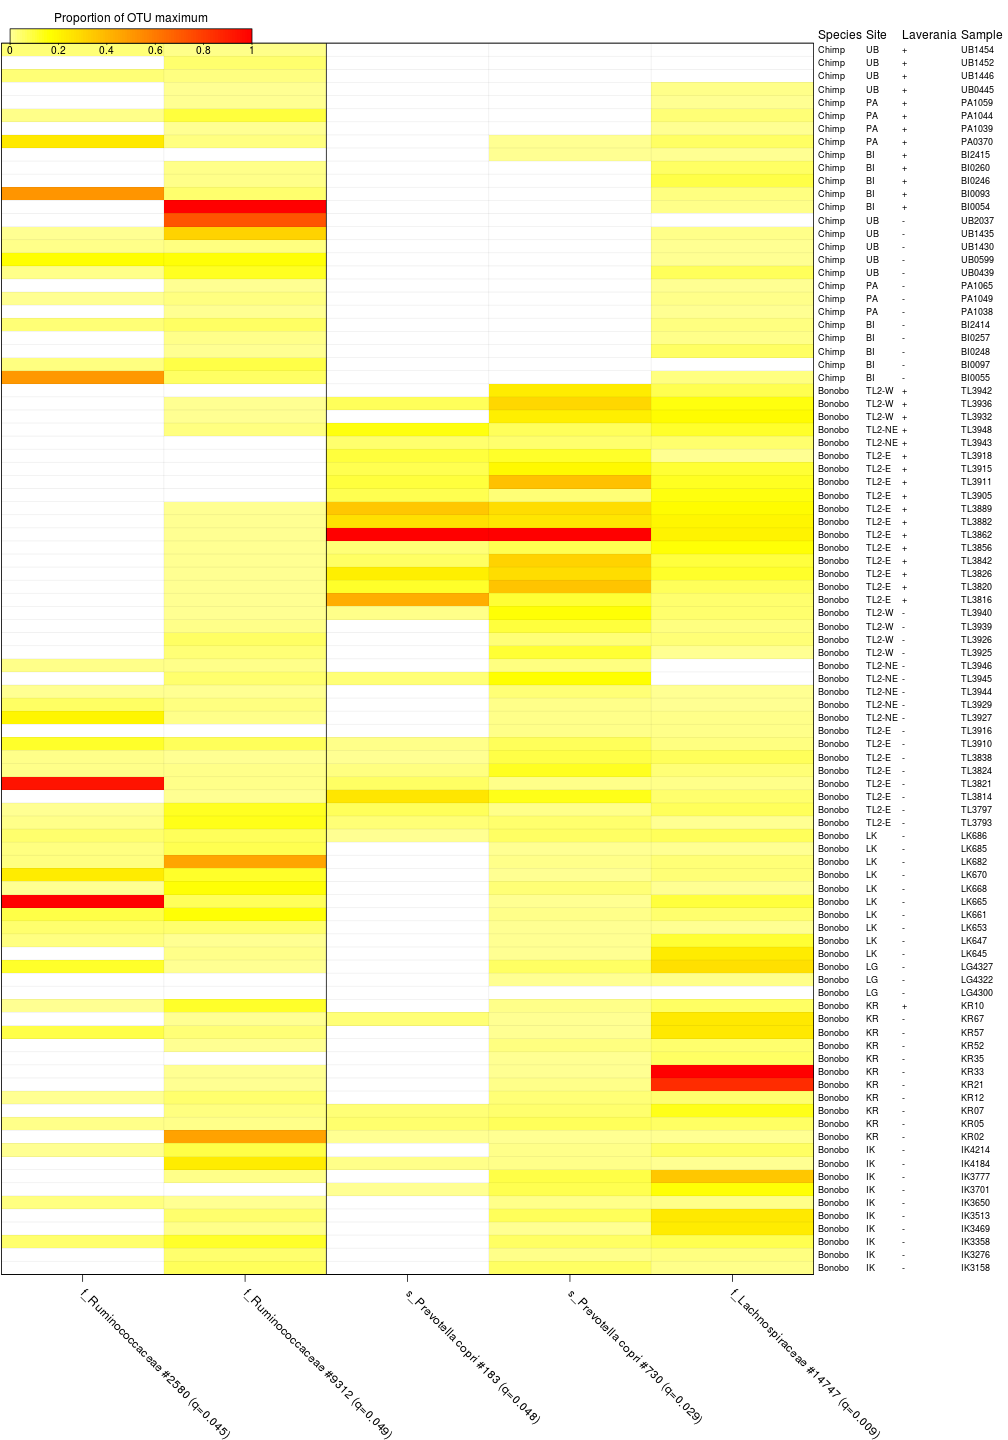 Proportion of OTU maximum
0 0.2 0.4 0.6 0.8 1
Species Site Laverania Sample
Chimp UB + UB1454
Chimp UB + UB1452
Chimp UB + UB1446
Chimp UB + UB0445
Chimp PA + PA1059
Chimp PA + PA1044
Chimp PA + PA1039
Chimp PA + PA0370
Chimp BI + BI2415
Chimp BI + BI0260
Chimp BI + BI0246
Chimp BI + BI0093
Chimp BI + BI0054
Chimp UB - UB2037
Chimp UB - UB1435
Chimp UB - UB1430
Chimp UB - UB0599
Chimp UB - UB0439
Chimp PA - PA1065
Chimp PA - PA1049
Chimp PA - PA1038
Chimp BI - BI2414
Chimp BI - BI0257
Chimp BI - BI0248
Chimp BI - BI0097
Chimp BI - BI0055
Bonobo TL2-W + TL3942
Bonobo TL2-W + TL3936
Bonobo TL2-W + TL3932
Bonobo TL2-NE + TL3948
Bonobo TL2-NE + TL3943
Bonobo TL2-E + TL3918
Bonobo TL2-E + TL3915
Bonobo TL2-E + TL3911
Bonobo TL2-E + TL3905
Bonobo TL2-E + TL3889
Bonobo TL2-E + TL3882
Bonobo TL2-E + TL3862
Bonobo TL2-E + TL3856
Bonobo TL2-E + TL3842
Bonobo TL2-E + TL3826
Bonobo TL2-E + TL3820
Bonobo TL2-E + TL3816
Bonobo TL2-W - TL3940
Bonobo TL2-W - TL3939
Bonobo TL2-W - TL3926
Bonobo TL2-W - TL3925
Bonobo TL2-NE - TL3946
Bonobo TL2-NE - TL3945
Bonobo TL2-NE - TL3944
Bonobo TL2-NE - TL3929
Bonobo TL2-NE - TL3927
Bonobo TL2-E - TL3916
Bonobo TL2-E - TL3910
Bonobo TL2-E - TL3838
Bonobo TL2-E - TL3824
Bonobo TL2-E - TL3821
Bonobo TL2-E - TL3814
Bonobo TL2-E - TL3797
Bonobo TL2-E - TL3793
Bonobo LK - LK686
Bonobo LK - LK685
Bonobo LK - LK682
Bonobo LK - LK670
Bonobo LK - LK668
Bonobo LK - LK665
Bonobo LK - LK661
Bonobo LK - LK653
Bonobo LK - LK647
Bonobo LK - LK645
Bonobo LG - LG4327
Bonobo LG - LG4322
Bonobo LG - LG4300
Bonobo KR + KR10
Bonobo KR - KR67
Bonobo KR - KR57
Bonobo KR - KR52
Bonobo KR - KR35
Bonobo KR - KR33
Bonobo KR - KR21
Bonobo KR - KR12
Bonobo KR - KR07
Bonobo KR - KR05
Bonobo KR - KR02
Bonobo IK - IK4214
Bonobo IK - IK4184
Bonobo IK - IK3777
Bonobo IK - IK3701
Bonobo IK - IK3650
Bonobo IK - IK3513
Bonobo IK - IK3469
Bonobo IK - IK3358
Bonobo IK - IK3276
Bonobo IK - IK3158
f_Ruminococcaceae #2580 (q=0.045)
f_Ruminococcaceae #9312 (q=0.049)
s_Prevotella copri #183 (q=0.048)
s_Prevotella copri #730 (q=0.029)
f_Lachnospiraceae #14747 (q=0.009)